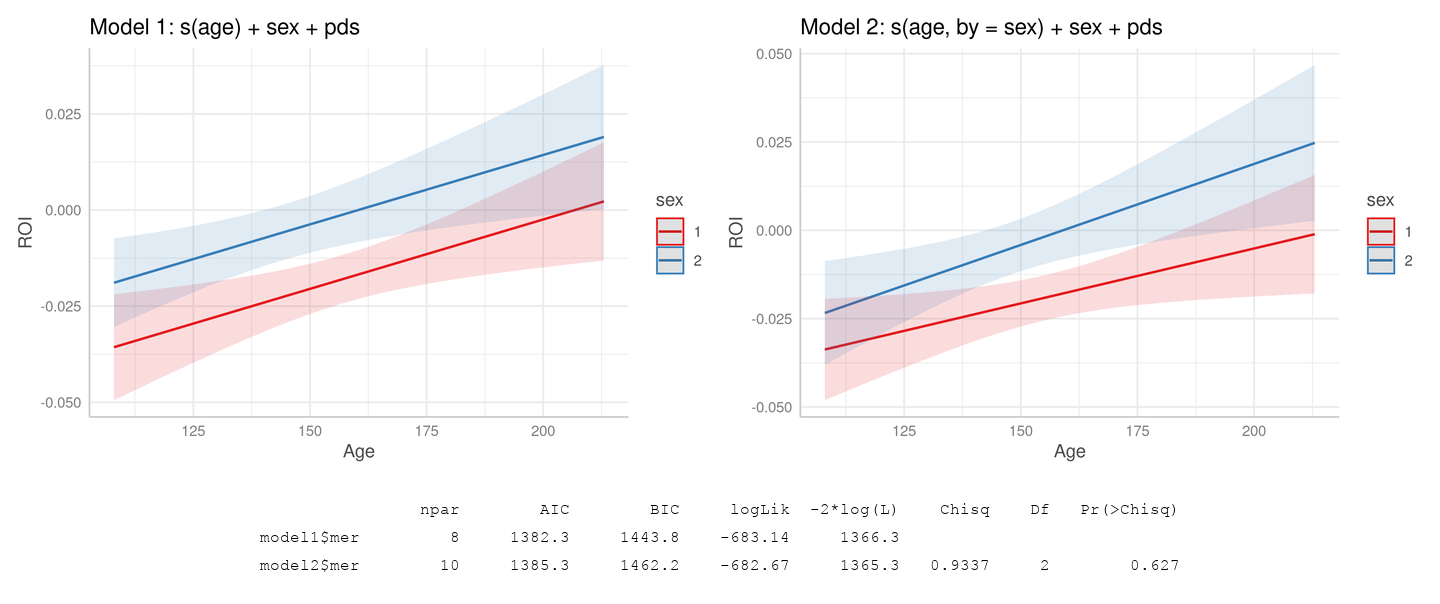 Model 1: s(age) + sex + pds
ROI
0.025
0.000
-0.025
-0.050
125 150 175 200
Age
sex
1
2
Model 2: s(age, by = sex) + sex + pds
ROI
0.050
0.025
0.000
-0.025
-0.050
125 150 175 200
Age
sex
1
2
npar AIC BIC logLik -2*log(L) Chisq Df Pr(>Chisq)
model1$mer 8 1382.3 1443.8 -683.14 1366.3
model2$mer 10 1385.3 1462.2 -682.67 1365.3 0.9337 2 0.627